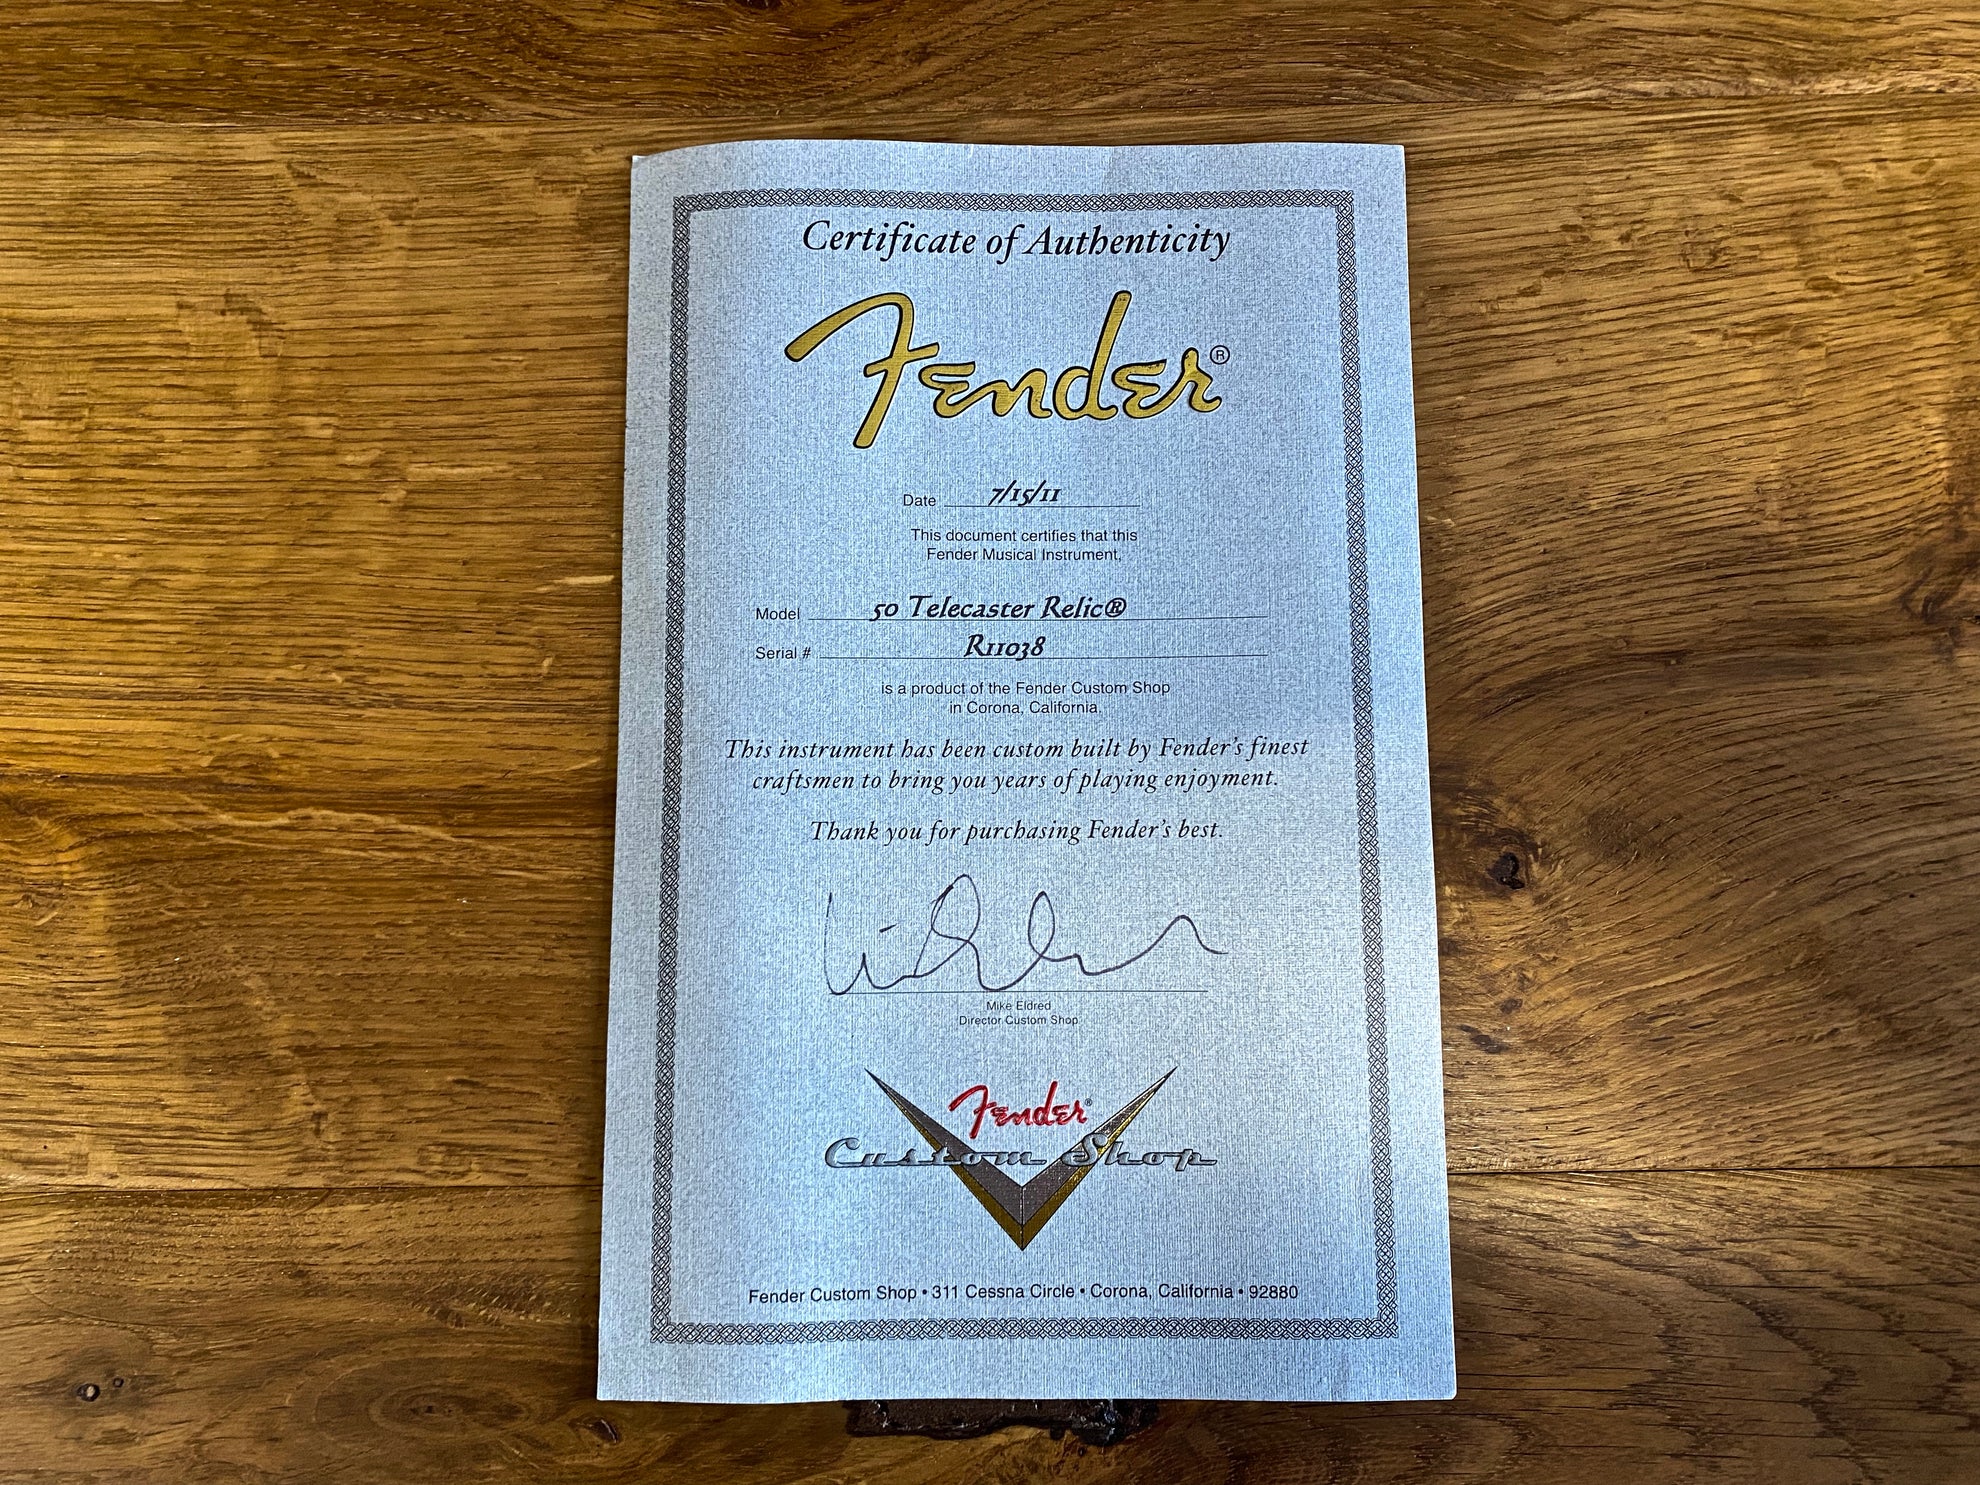 Certificate of Authenticity
Fender®
Date 7/15/11
This document certifies that this
Fender Musical Instrument,
Model 50 Telecaster Relic®
Serial # R11038
is a product of the Fender Custom Shop
in Corona, California.
This instrument has been custom built by Fender's finest
craftsmen to bring you years of playing enjoyment.
Thank you for purchasing Fender's best.
Mike Eldred
Director Custom Shop
Fender®
Custom Shop
Fender Custom Shop • 311 Cessna Circle • Corona, California • 92880